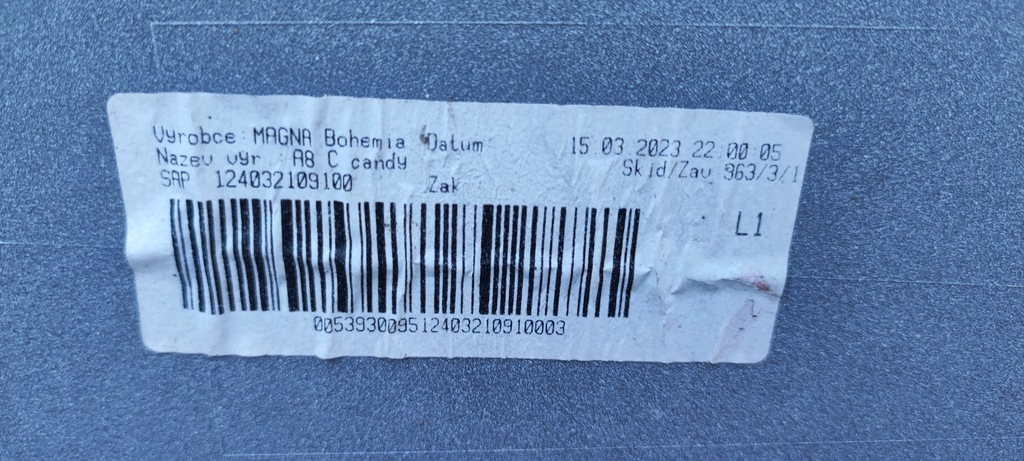 Vyrobce: MAGNA Bohemia Datum: 15.03.2023 22:00:05
Nazev vyr.: A8 C candy Skid/Zav 963/3/1
SAP 124032109100 Zak
L1
005393009512403210910003